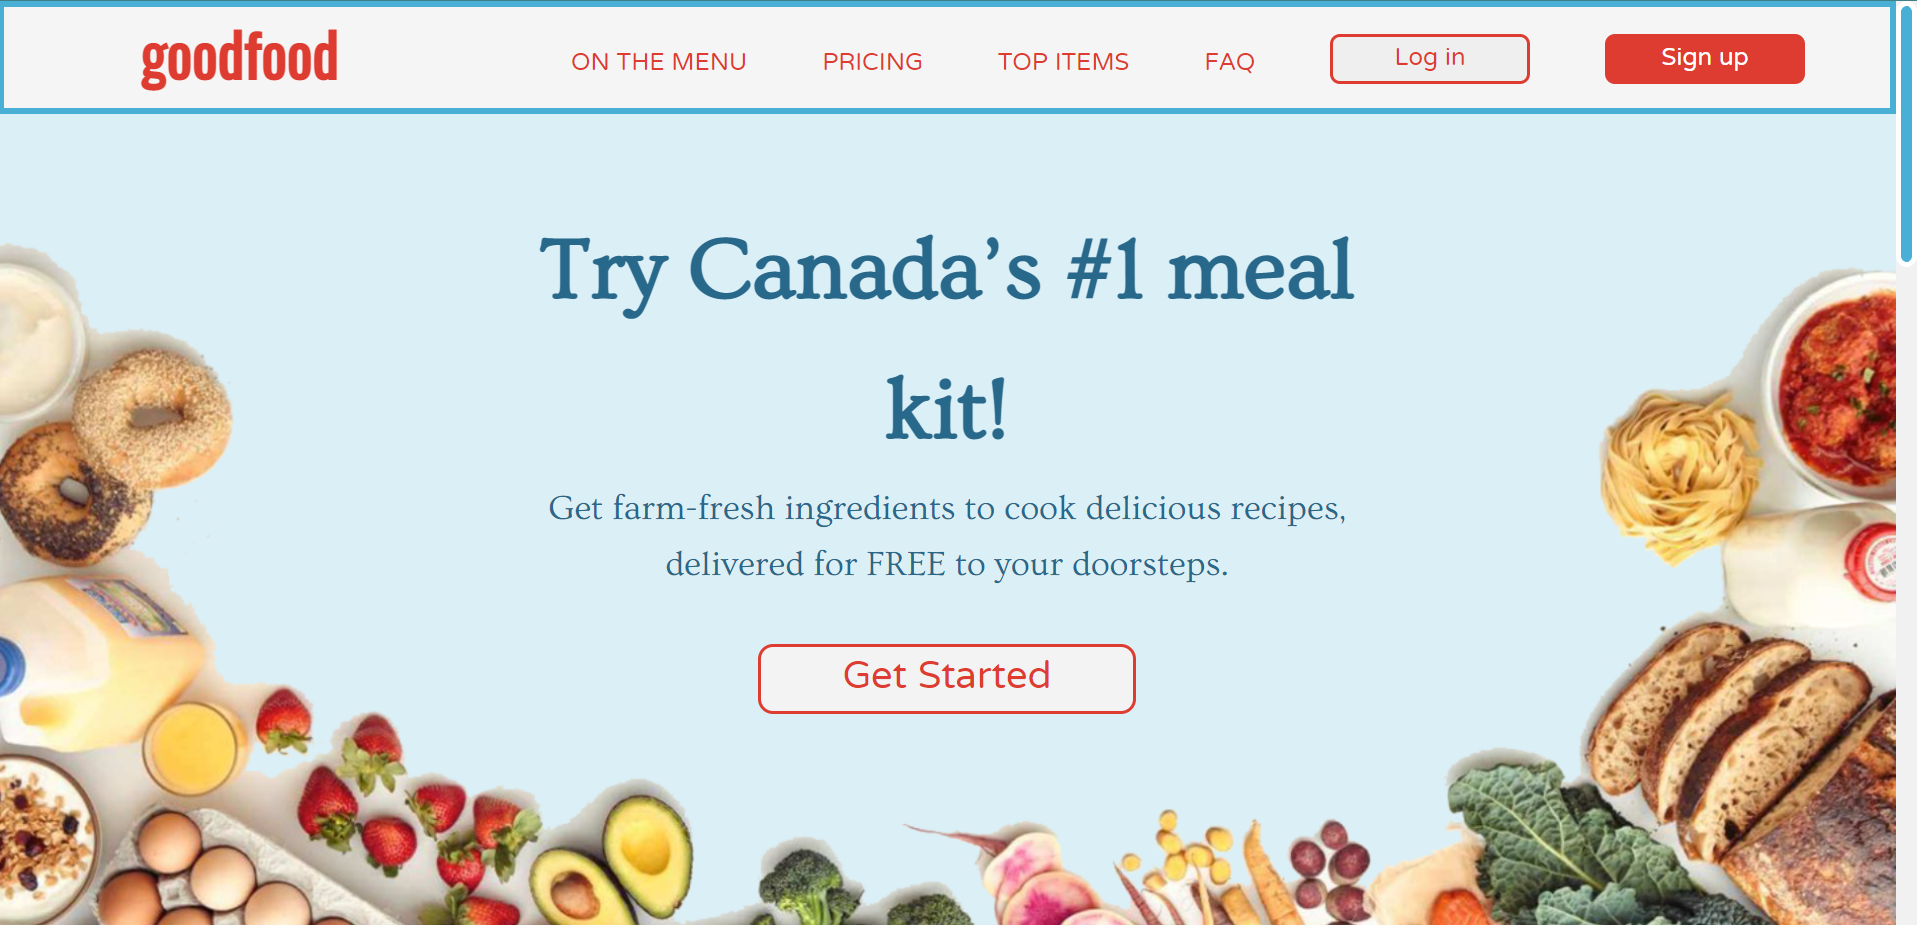 goodfood
ON THE MENU
PRICING
TOP ITEMS
FAQ
Log in
Sign up
Try Canada’s #1 meal
kit!
Get farm-fresh ingredients to cook delicious recipes,
delivered for FREE to your doorsteps.
Get Started